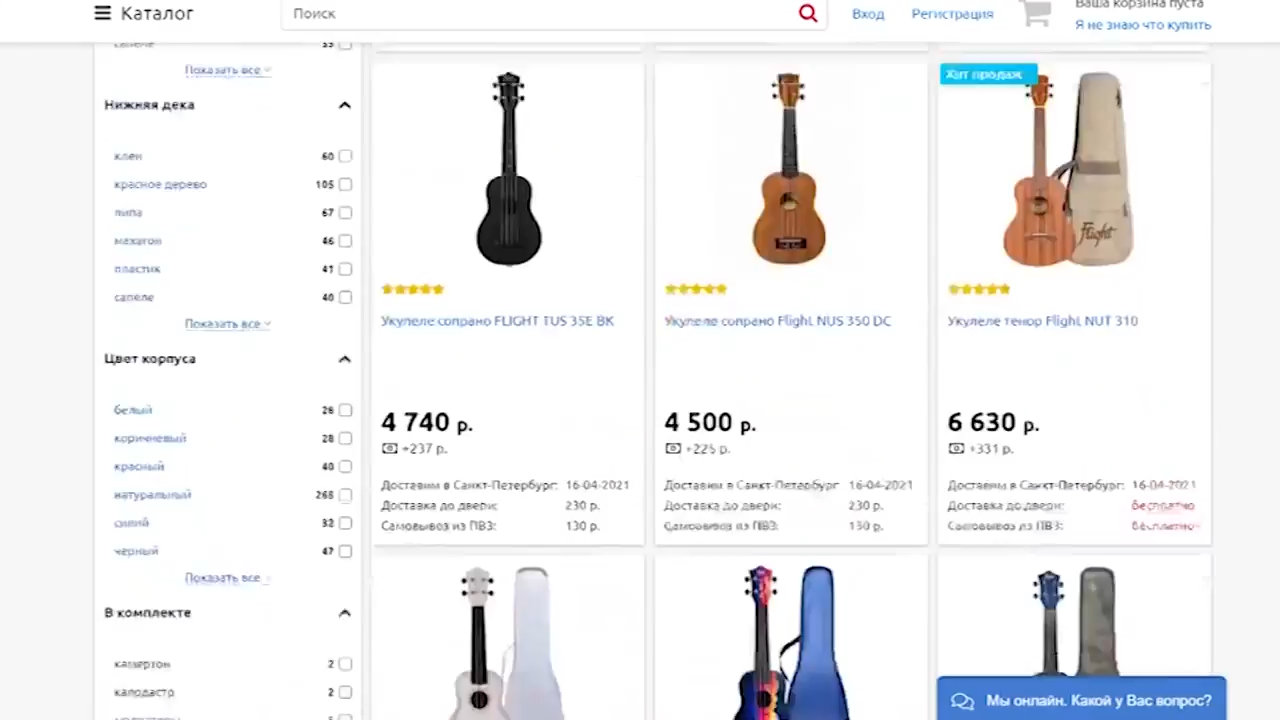 Каталог
Поиск
Вход
Регистрация
Ваша корзина пуста
Я не знаю что купить
Показать все
Нижняя дека
клен 60
красное дерево 105
липа 67
махагон 46
пластик 41
сапеле 40
Показать все
Цвет корпуса
белый 26
коричневый 28
красный 40
натуральный 268
синий 32
черный 47
Показать все
В комплекте
камертон 2
каподастр 2
Укулеле сопрано FLIGHT TUS 35E BK
4 740 р.
+237 р.
Доставим в Санкт-Петербург: 16-04-2021
Доставка до двери: 230 р.
Самовывоз из ПВЗ: 130 р.
Укулеле сопрано Flight NUS 350 DC
4 500 р.
+225 р.
Доставим в Санкт-Петербург: 16-04-2021
Доставка до двери: 230 р.
Самовывоз из ПВЗ: 130 р.
Хит продаж
Flight
Укулеле тенор Flight NUT 310
6 630 р.
+331 р.
Доставим в Санкт-Петербург: 16-04-2021
Доставка до двери: бесплатно
Самовывоз из ПВЗ: бесплатно
Мы онлайн. Какой у Вас вопрос?